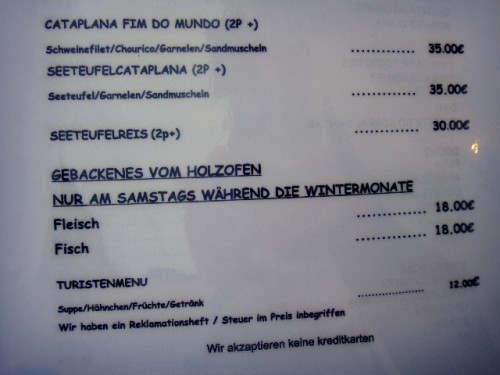 CATAPLANA FIM DO MUNDO (2P +)
Schweinefilet/Chourico/Garnelen/Sandmuscheln .............. 35.00€
SEETEUFELCATAPLANA (2P +)
Seeteufel/Garnelen/Sandmuscheln .............. 35.00€
SEETEUFELREIS (2p+) .............. 30.00€
GEBACKENES VOM HOLZOFEN
NUR AM SAMSTAGS WÄHREND DIE WINTERMONATE
Fleisch .............. 18.00€
Fisch .............. 18.00€
TURISTENMENU
Suppe/Hähnchen/Früchte/Getränk .................... 12.00€
Wir haben ein Reklamationsheft / Steuer im Preis inbegriffen
Wir akzeptieren keine kreditkarten